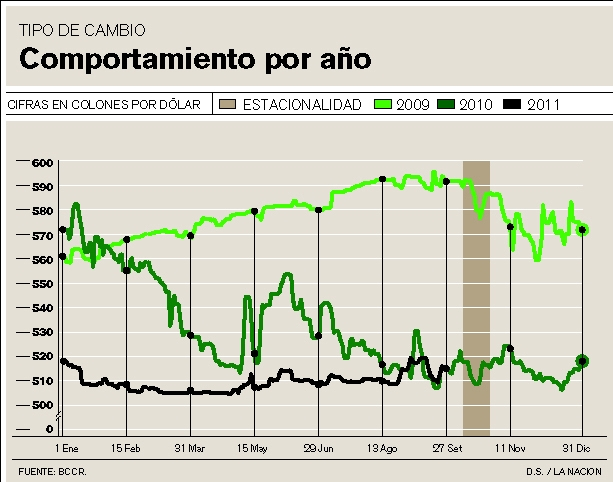 TIPO DE CAMBIO
Comportamiento por año
CIFRAS EN COLONES POR DÓLAR
ESTACIONALIDAD 2009 2010 2011
600
590
580
570
560
550
540
530
520
510
500
0
1 Ene 15 Feb 31 Mar 15 May 29 Jun 13 Ago 27 Set 11 Nov 31 Dic
FUENTE: BCCR. D.S. / LA NACION